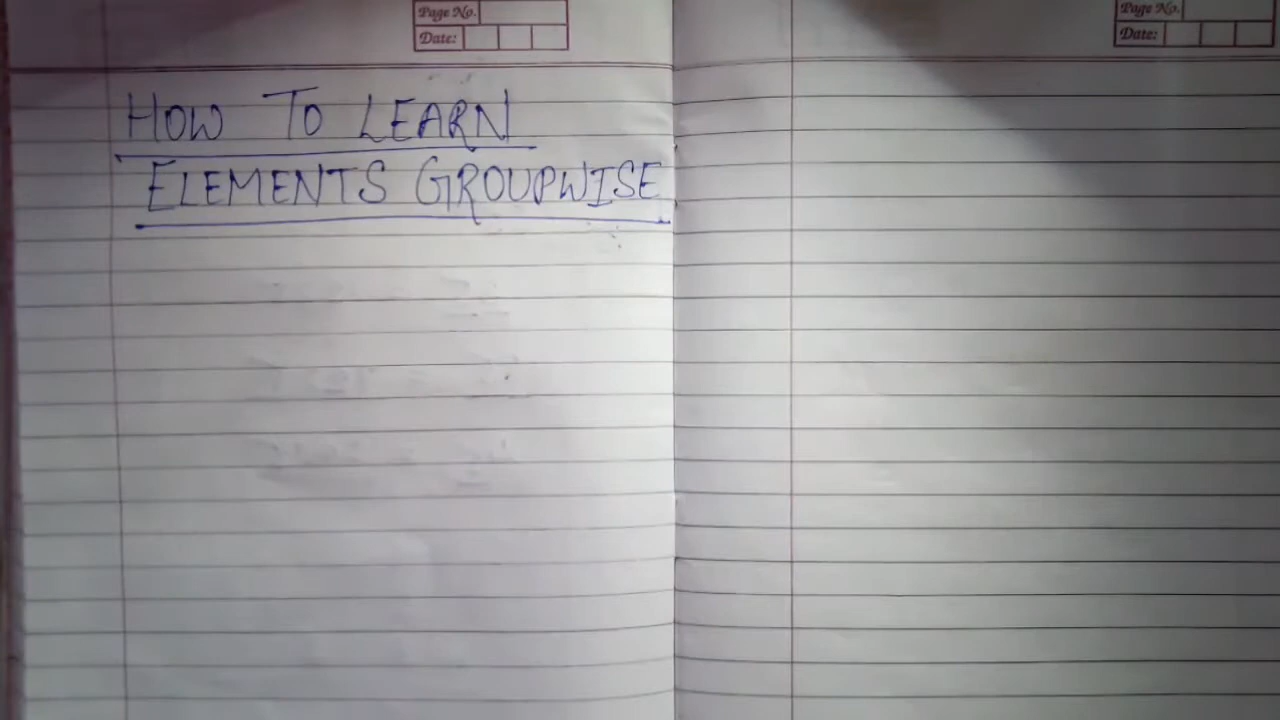 Page No.
Date:
Page No.
Date:
HOW TO LEARN
ELEMENTS GROUPWISE